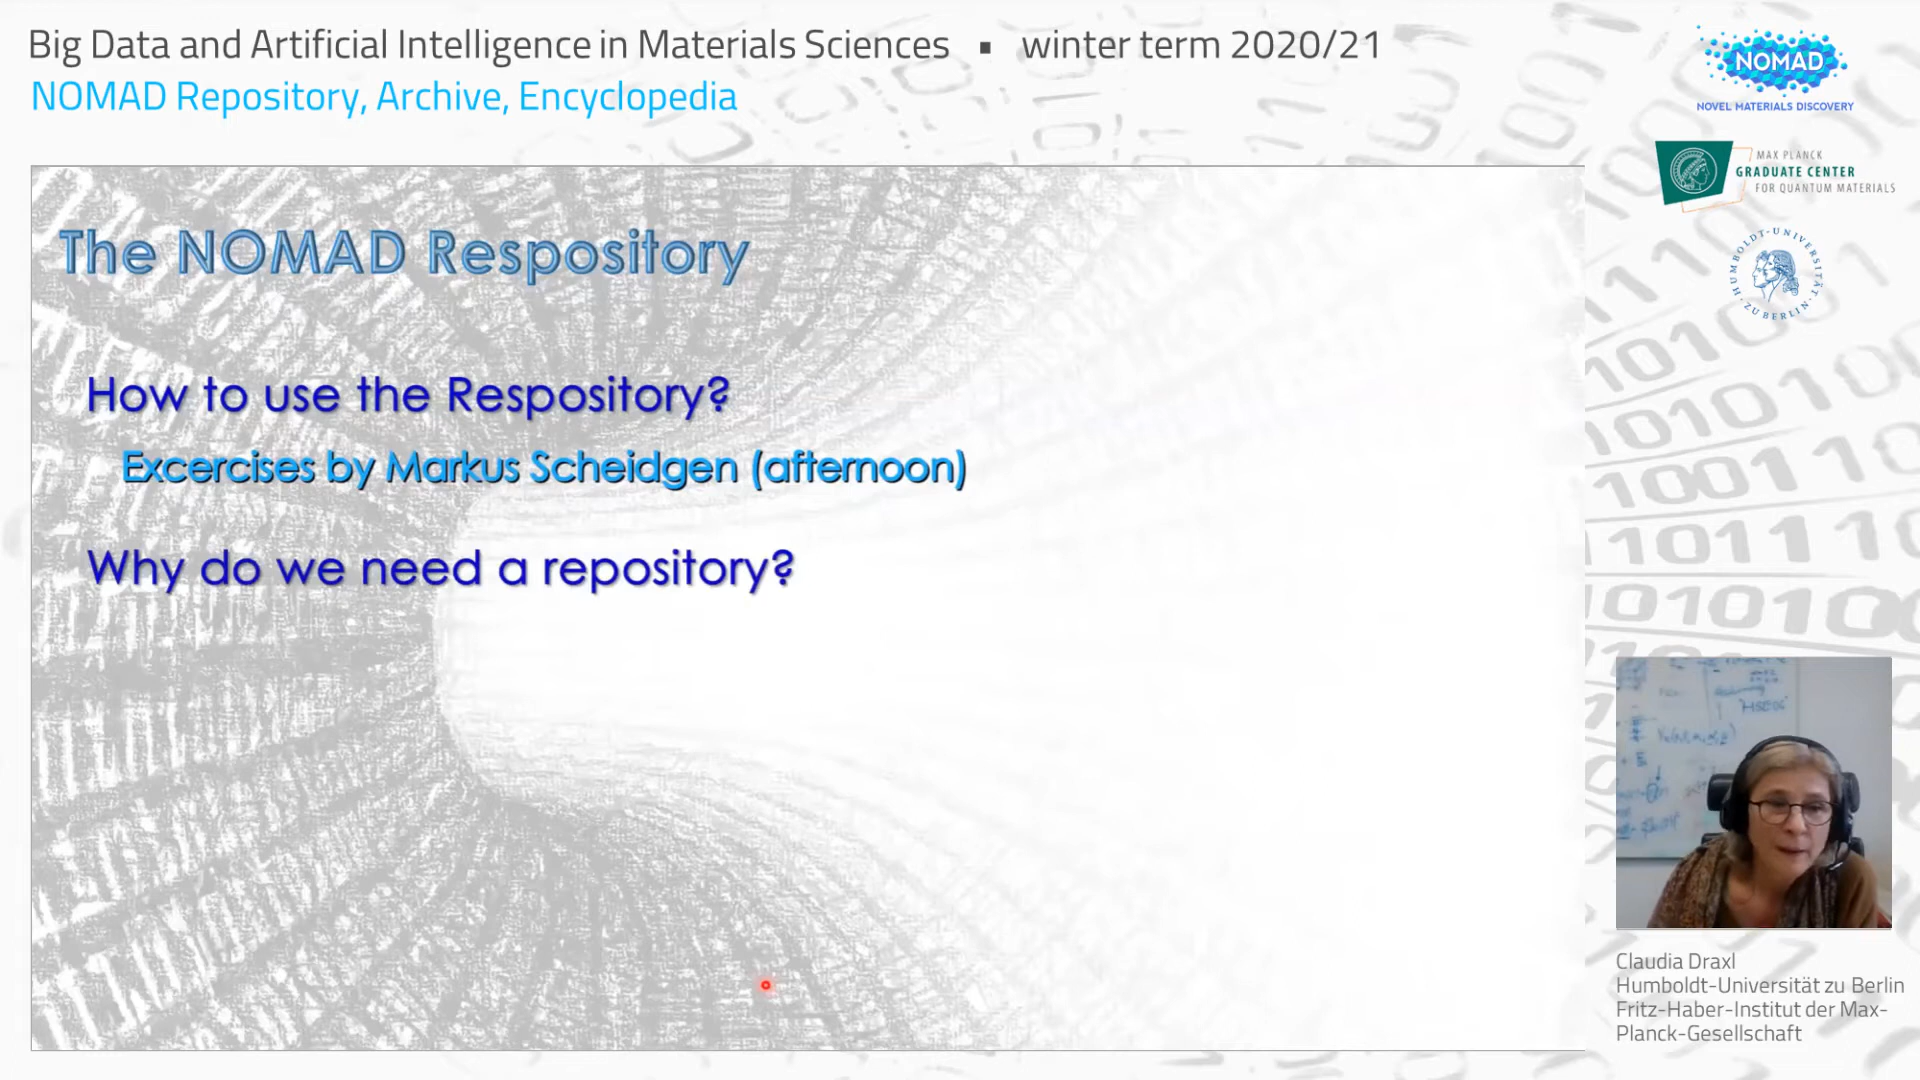 Big Data and Artificial Intelligence in Materials Sciences ▪ winter term 2020/21
NOMAD Repository, Archive, Encyclopedia
NOMAD
NOVEL MATERIALS DISCOVERY
MAX PLANCK
GRADUATE CENTER
FOR QUANTUM MATERIALS
HUMBOLDT-UNIVERSITÄT
ZU BERLIN
The NOMAD Respository
How to use the Respository?
Excercises by Markus Scheidgen (afternoon)
Why do we need a repository?
Claudia Draxl
Humboldt-Universität zu Berlin
Fritz-Haber-Institut der Max-
Planck-Gesellschaft